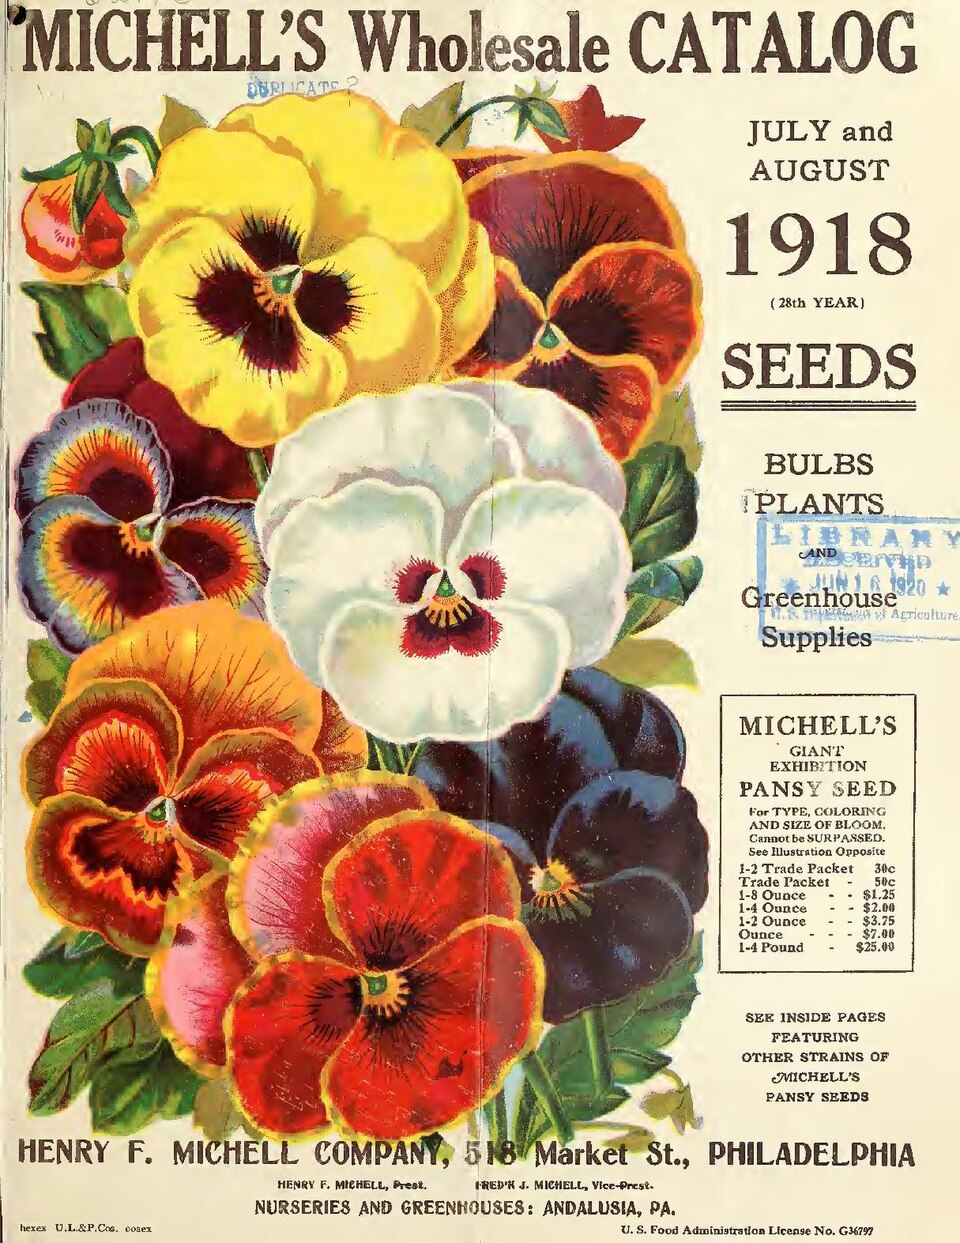 MICHELL'S Wholesale CATALOG
DUPLICATE
JULY and
AUGUST
1918
(28th YEAR)
SEEDS
BULBS
PLANTS
AND
Greenhouse
Supplies
LIBRARY
RECEIVED
★ JUN 16 1920 ★
U. S. Department of Agriculture.
MICHELL'S
GIANT
EXHIBITION
PANSY SEED
For TYPE, COLORING
AND SIZE OF BLOOM,
Cannot be SURPASSED.
See Illustration Opposite
1-2 Trade Packet 30c
Trade Packet - 50c
1-8 Ounce - - $1.25
1-4 Ounce - - $2.00
1-2 Ounce - - $3.75
Ounce - - - $7.00
1-4 Pound - $25.00
SEE INSIDE PAGES
FEATURING
OTHER STRAINS OF
MICHELL'S
PANSY SEEDS
HENRY F. MICHELL COMPANY, 518 Market St., PHILADELPHIA
HENRY F. MICHELL, Prest. FRED'K J. MICHELL, Vice-Prest.
NURSERIES AND GREENHOUSES: ANDALUSIA, PA.
U.L.&P.Cos.
U. S. Food Administration License No. G36797